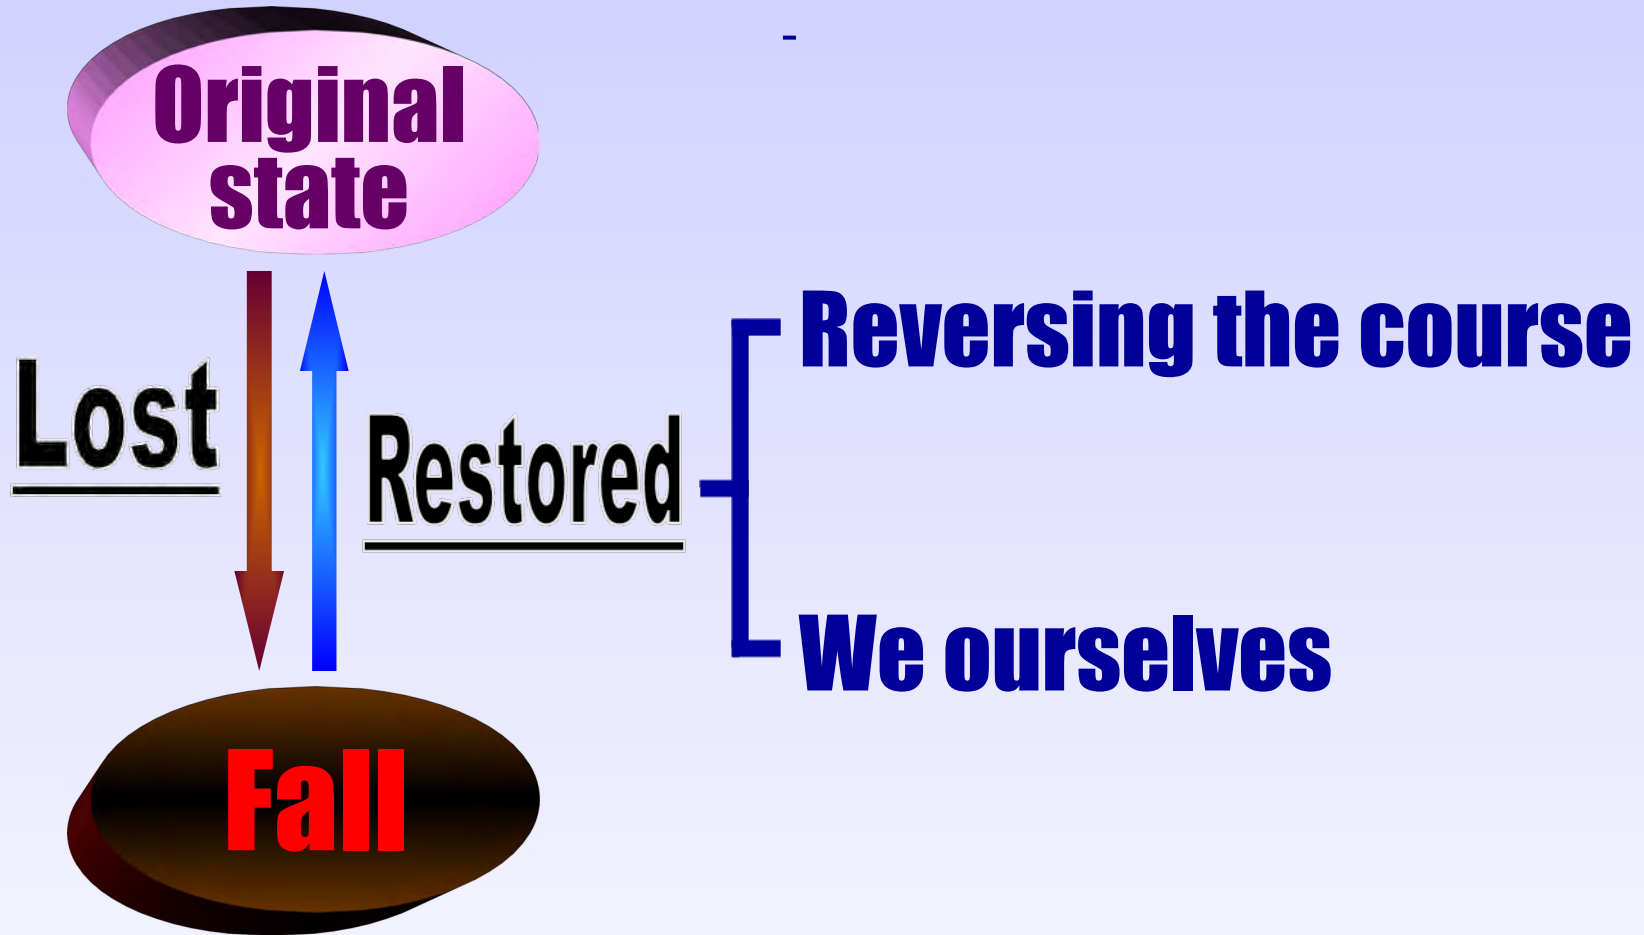 -
Original
state
Reversing the course
Lost
Restored
We ourselves
Fall